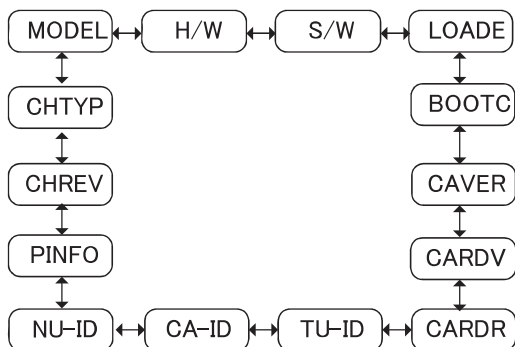 MODEL H/W S/W LOADE
CHTYP BOOTC
CHREV CAVER
PINFO CARDV
NU-ID CA-ID TU-ID CARDR